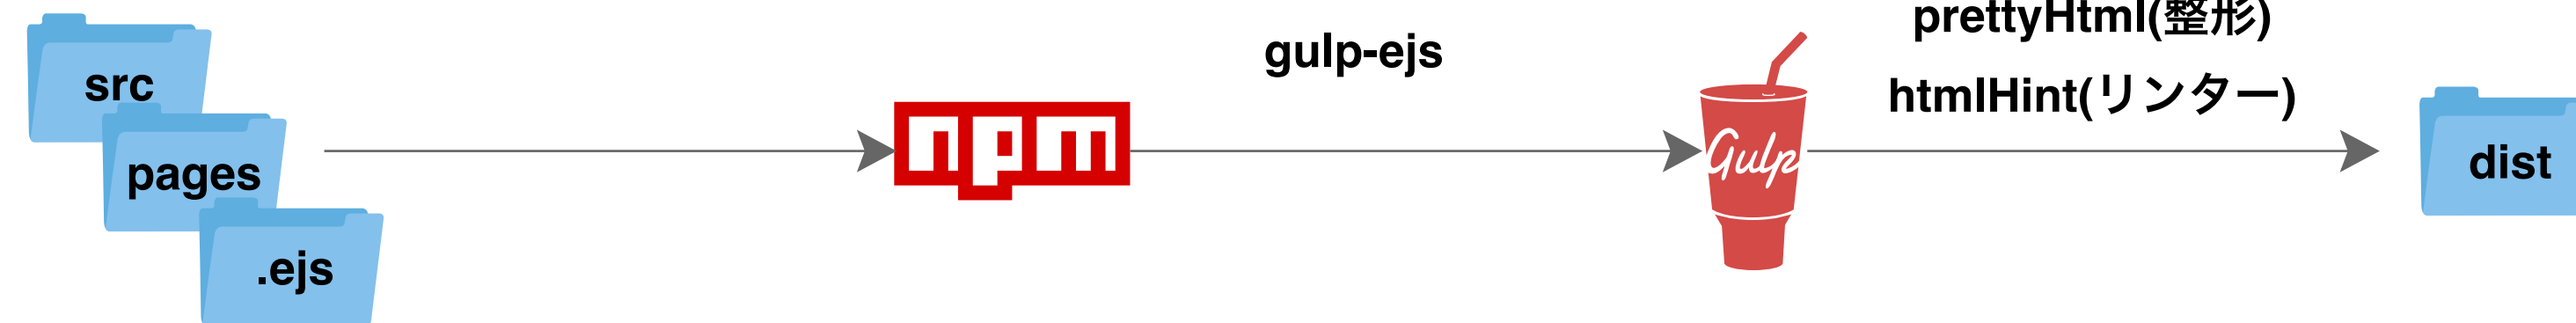 src
pages
.ejs
npm
gulp-ejs
Gulp
prettyHtml(整形)
htmlHint(リンター)
dist